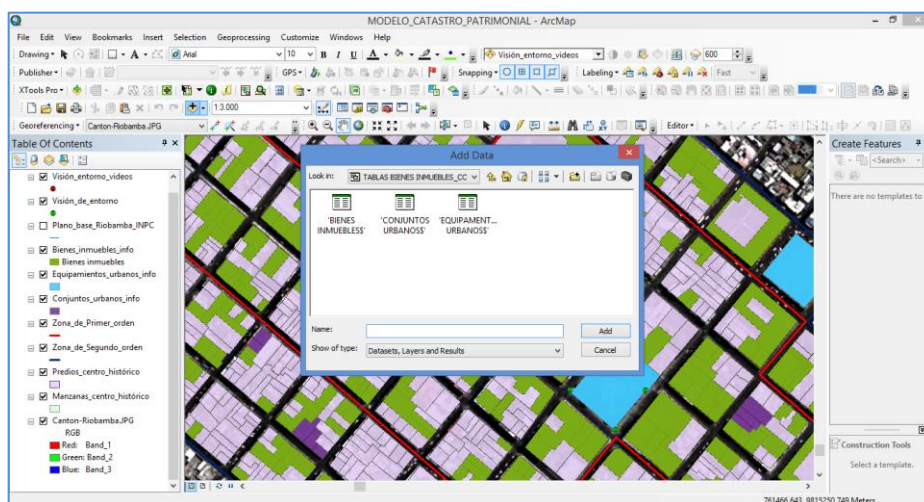 MODELO_CATASTRO_PATRIMONIAL - ArcMap
File Edit View Bookmarks Insert Selection Geoprocessing Customize Windows Help
Drawing Arial 10 B I U A Visión_entorno_videos 600
Publisher GPS Snapping Labeling Fast
XTools Pro
1:3.000
Georeferencing Canton-Riobamba.JPG Editor
Table Of Contents
Visión_entorno_videos
Visión_de_entorno
Plano_base_Riobamba_INPC
Bienes_inmuebles_info
Bienes inmuebles
Equipamientos_urbanos_info
Conjuntos_urbanos_info
Zona_de_Primer_orden
Zona_de_Segundo_orden
Predios_centro_histórico
Manzanas_centro_histórico
Canton-Riobamba.JPG
RGB
Red: Band_1
Green: Band_2
Blue: Band_3
Add Data
Look in: TABLAS BIENES INMUEBLES_CC
'BIENES
INMUEBLES$'
'CONJUNTOS
URBANOS$'
'EQUIPAMENT...
URBANOS$'
Name: Add
Show of type: Datasets, Layers and Results Cancel
Create Features
<Search>
There are no templates to
Construction Tools
Select a template.
761466,643 9815250,749 Meters